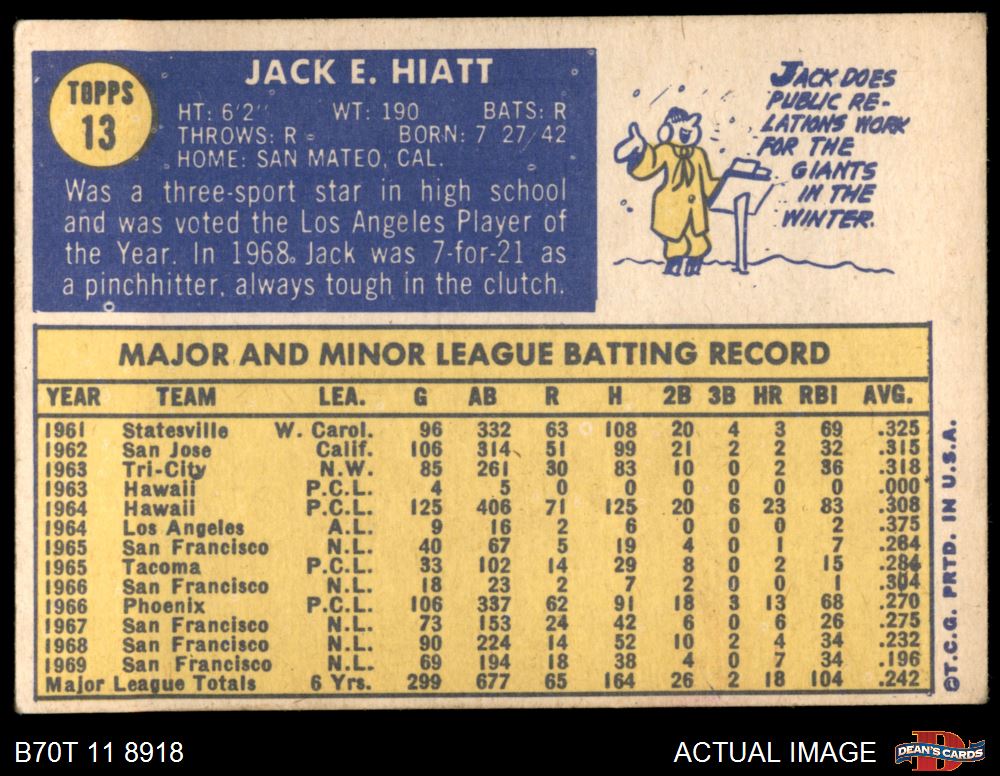 TOPPS
13
JACK E. HIATT
HT: 6'2" WT: 190 BATS: R
THROWS: R BORN: 7 27 42
HOME: SAN MATEO, CAL.
Was a three-sport star in high school
and was voted the Los Angeles Player of
the Year. In 1968, Jack was 7-for-21 as
a pinchhitter, always tough in the clutch.
JACK DOES
PUBLIC RE-
LATIONS WORK
FOR THE
GIANTS
IN THE
WINTER.
MAJOR AND MINOR LEAGUE BATTING RECORD
YEAR TEAM LEA. G AB R H 2B 3B HR RBI AVG.
1961 Statesville W. Carol. 96 332 63 108 20 4 3 69 .325
1962 San Jose Calif. 106 314 51 99 21 2 2 32 .315
1963 Tri-City N.W. 85 261 30 83 10 0 2 36 .318
1963 Hawaii P.C.L. 4 5 0 0 0 0 0 0 .000
1964 Hawaii P.C.L. 125 406 71 125 20 6 23 83 .308
1964 Los Angeles A.L. 9 16 2 6 0 0 0 2 .375
1965 San Francisco N.L. 40 67 5 19 4 0 1 7 .284
1965 Tacoma P.C.L. 33 102 14 29 8 0 2 15 .284
1966 San Francisco N.L. 18 23 2 7 2 0 0 1 .304
1966 Phoenix P.C.L. 106 337 62 91 18 3 13 68 .270
1967 San Francisco N.L. 73 153 24 42 6 0 6 26 .275
1968 San Francisco N.L. 90 224 14 52 10 2 4 34 .232
1969 San Francisco N.L. 69 194 18 38 4 0 7 34 .196
Major League Totals 6 Yrs. 299 677 65 164 26 2 18 104 .242
©T.C.G. PRTD. IN U.S.A.
B70T 11 8918
ACTUAL IMAGE
D
DEAN'S CARDS